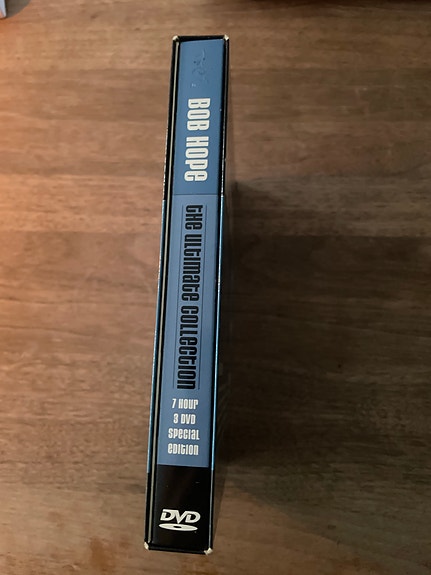 BOB HOPE
THE ULTIMATE COLLECTION
7 HOUR
3 DVD
SPECIAL
EDITION
DVD